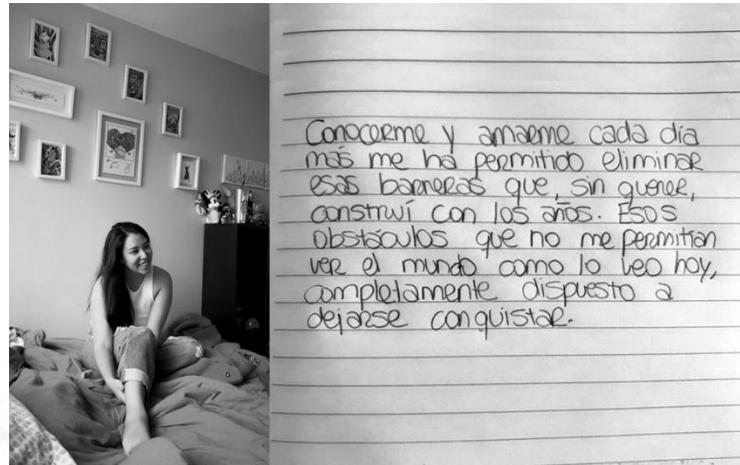 Conocerme y amarme cada día
más me ha permitido eliminar
esas barreras que, sin querer,
construí con los años. Esos
obstáculos que no me permitían
ver el mundo como lo veo hoy,
completamente dispuesto a
dejarse conquistar.